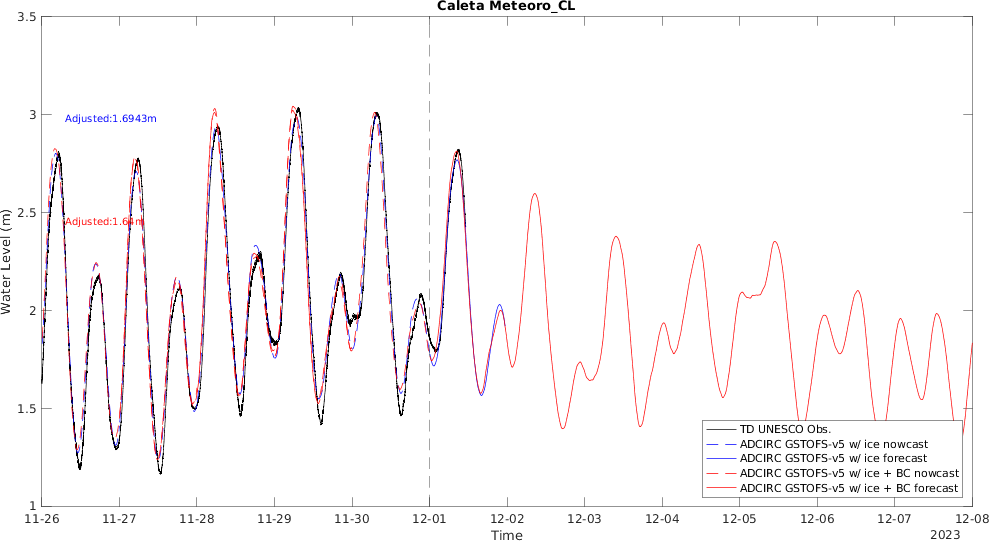 Caleta Meteoro_CL
3.5
3
2.5
2
1.5
1
Water Level (m)
Adjusted:1.6943m
Adjusted:1.64m
TD UNESCO Obs.
ADCIRC GSTOFS-v5 w/ ice nowcast
ADCIRC GSTOFS-v5 w/ ice forecast
ADCIRC GSTOFS-v5 w/ ice + BC nowcast
ADCIRC GSTOFS-v5 w/ ice + BC forecast
11-26 11-27 11-28 11-29 11-30 12-01 12-02 12-03 12-04 12-05 12-06 12-07 12-08
Time
2023